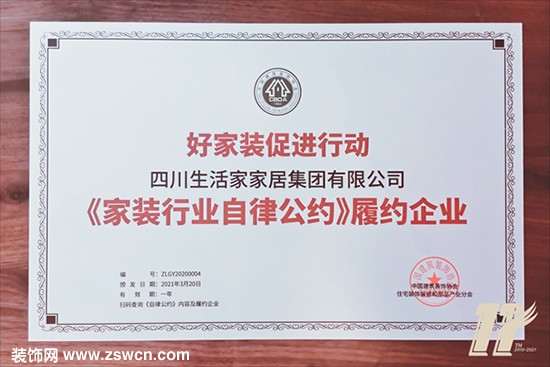 CBDA
好家装促进行动
四川生活家家居集团有限公司
《家装行业自律公约》履约企业
编号：ZLGY20200004
颁发日期：2021年3月20日
有效期：一年
扫码查询《自律公约》内容及履约企业
中国建筑装饰协会
住宅装饰装修和部品产业分会
17TH
装饰网 www.zswcn.com